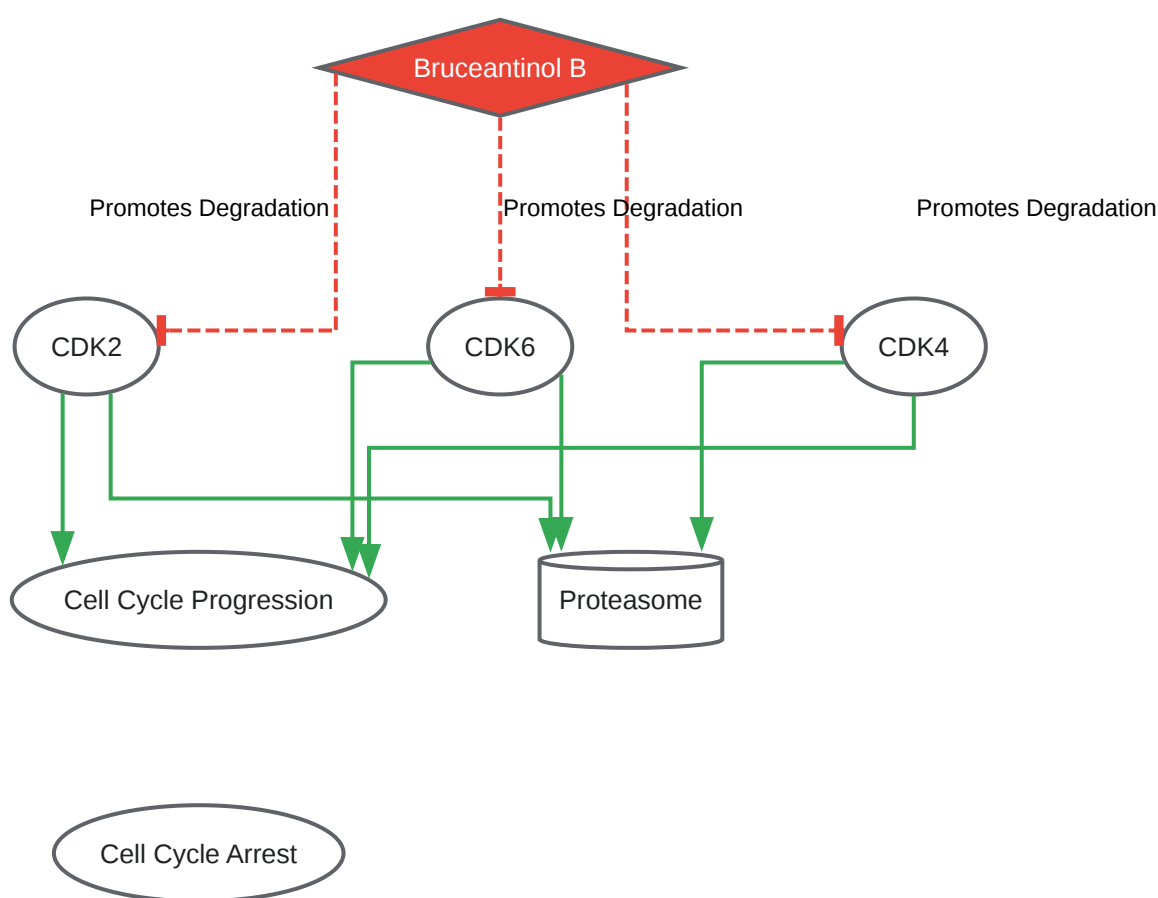 Bruceantinol B
Promotes Degradation
Promotes Degradation
Promotes Degradation
CDK2
CDK6
CDK4
Cell Cycle Progression
Proteasome
Cell Cycle Arrest